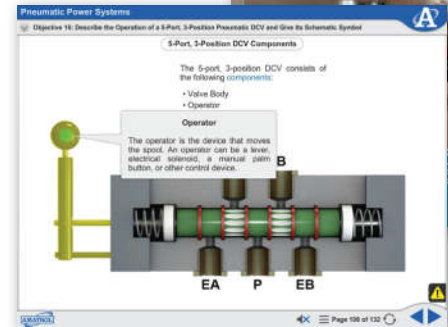 Pneumatic Power Systems
Objective 16: Describe the Operation of a 5-Port, 3-Position Pneumatic DCV and Give its Schematic Symbol
5-Port, 3-Position DCV Components
The 5-port, 3-position DCV consists of
the following components:
• Valve Body
• Operator
Operator
The operator is the device that moves
the spool. An operator can be a lever,
electrical solenoid, a manual palm
button, or other control device.
B
EA P EB
AMATROL
Page 108 of 132